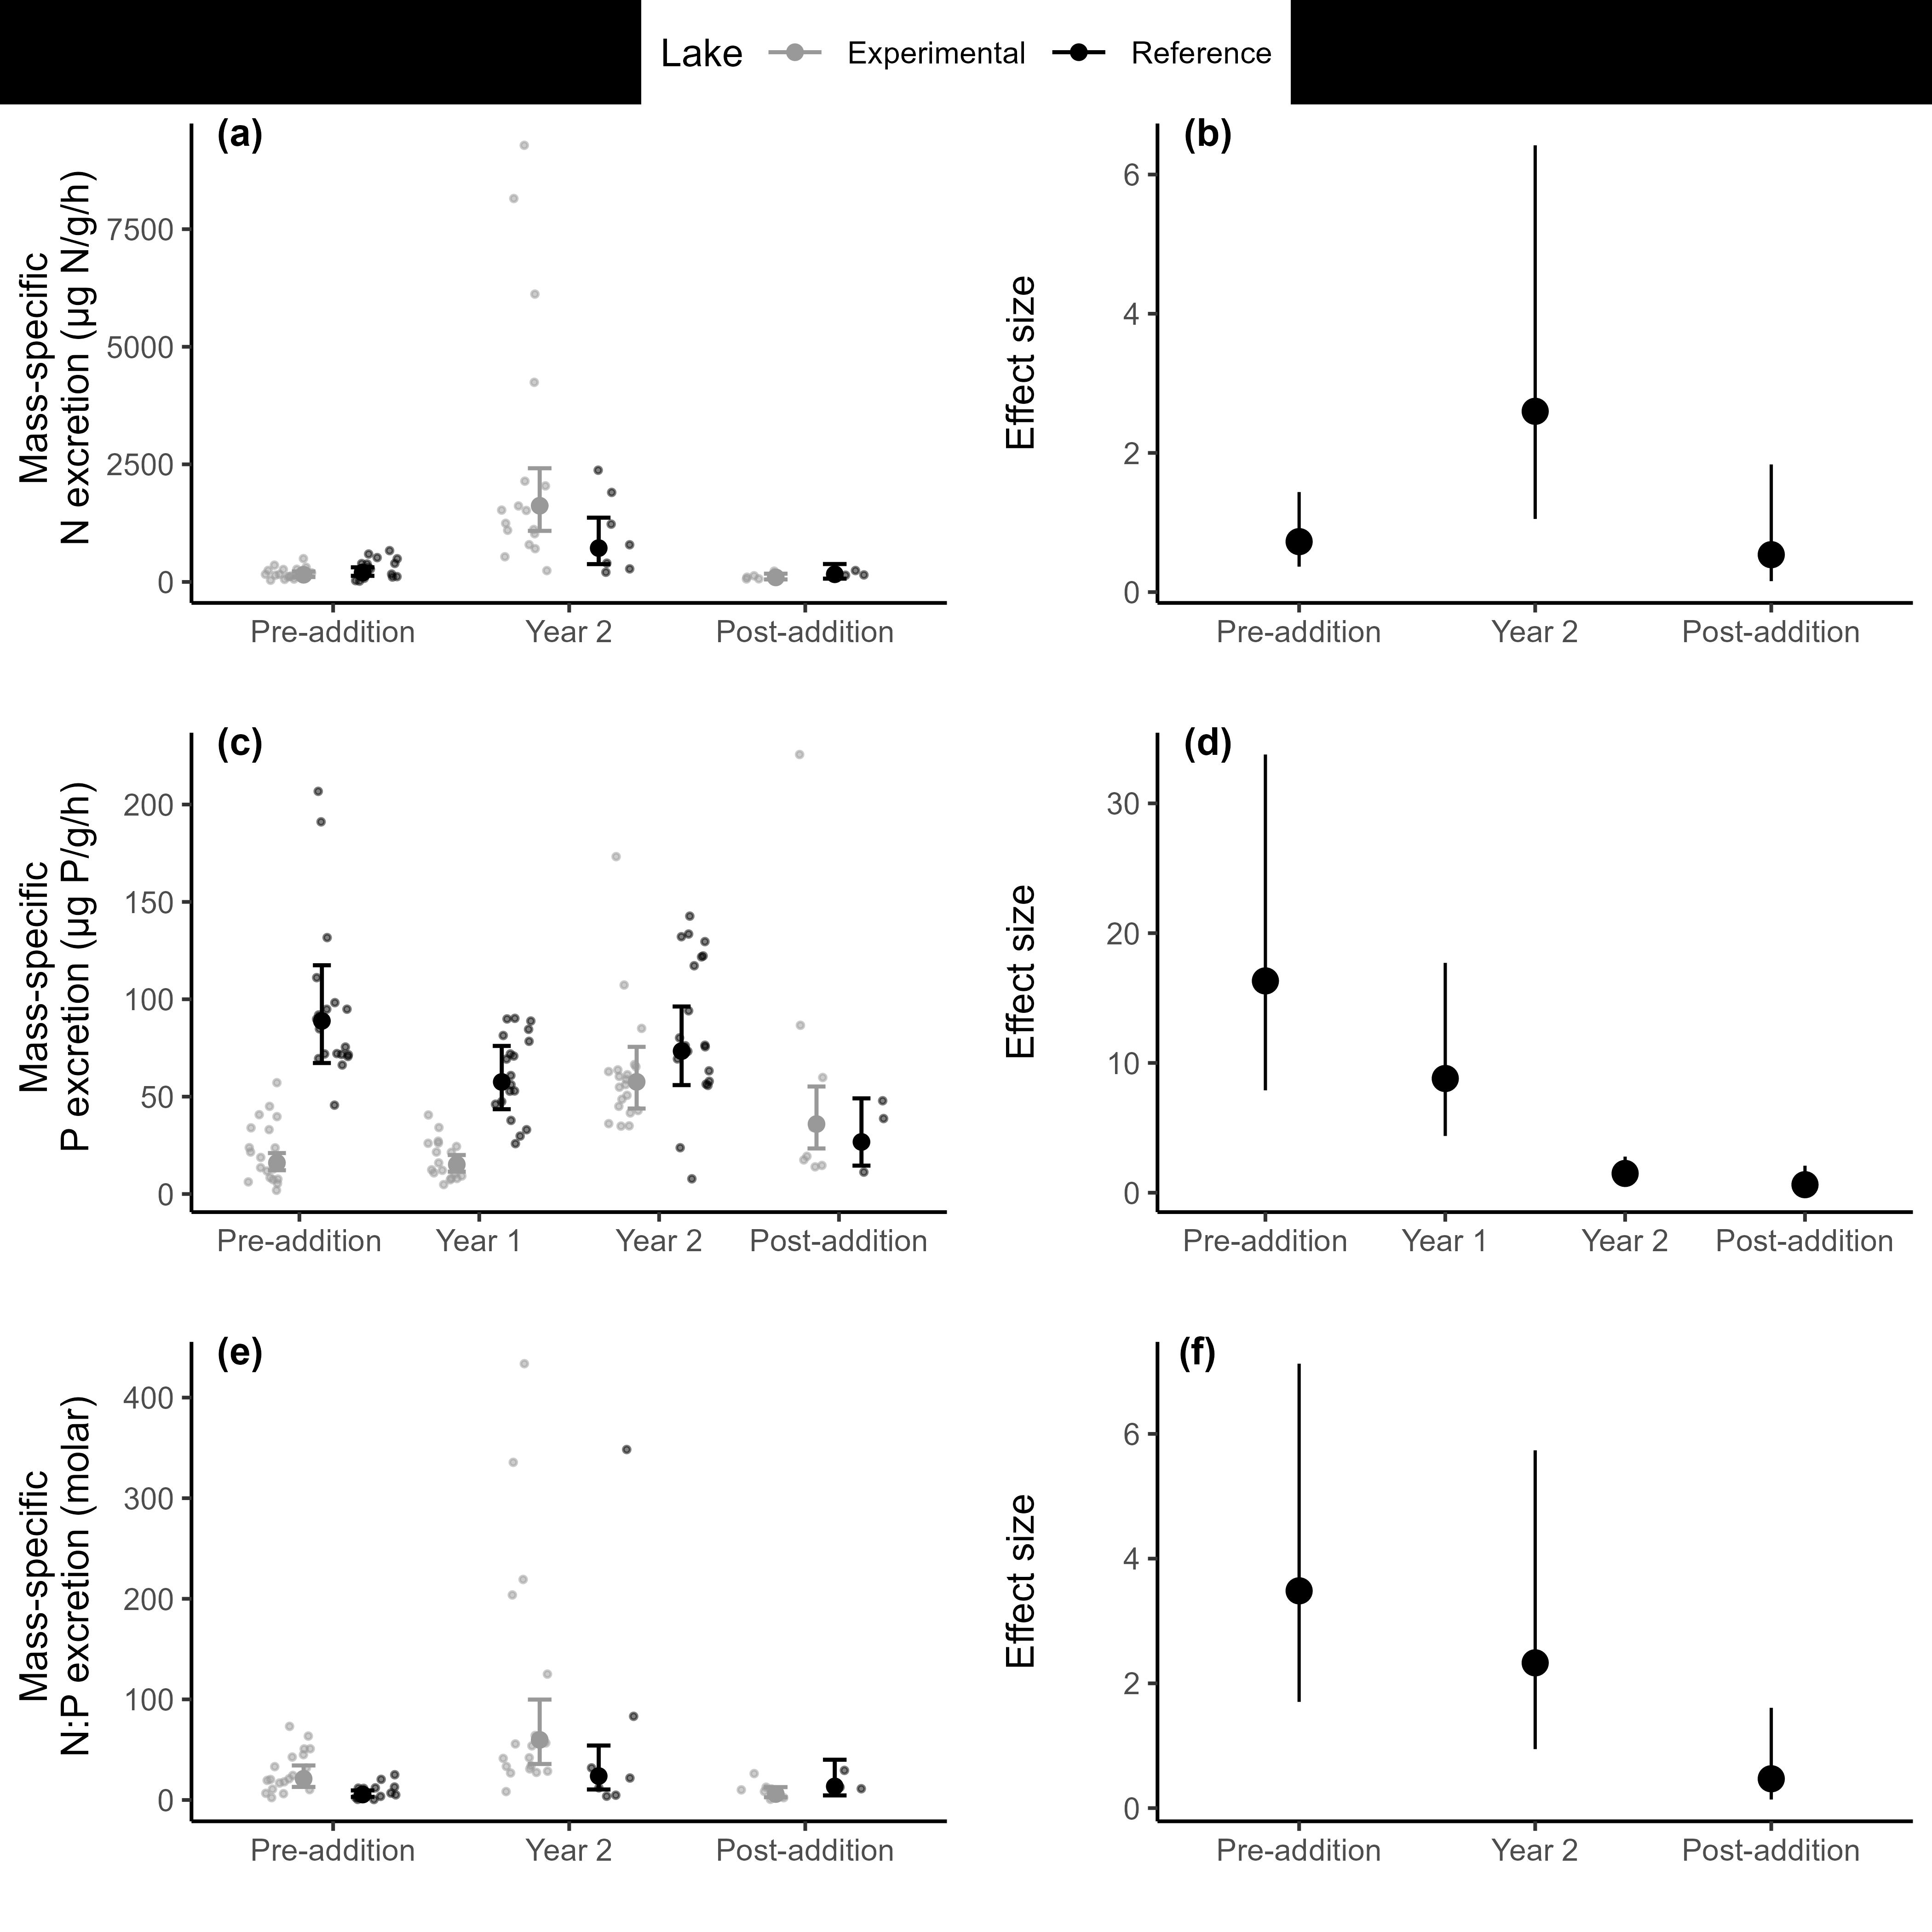 Lake Experimental Reference
(a)
Mass-specific
N excretion (µg N/g/h)
7500
5000
2500
0
Pre-addition Year 2 Post-addition
(b)
Effect size
6
4
2
0
Pre-addition Year 2 Post-addition
(c)
Mass-specific
P excretion (µg P/g/h)
200
150
100
50
0
Pre-addition Year 1 Year 2 Post-addition
(d)
Effect size
30
20
10
0
Pre-addition Year 1 Year 2 Post-addition
(e)
Mass-specific
N:P excretion (molar)
400
300
200
100
0
Pre-addition Year 2 Post-addition
(f)
Effect size
6
4
2
0
Pre-addition Year 2 Post-addition